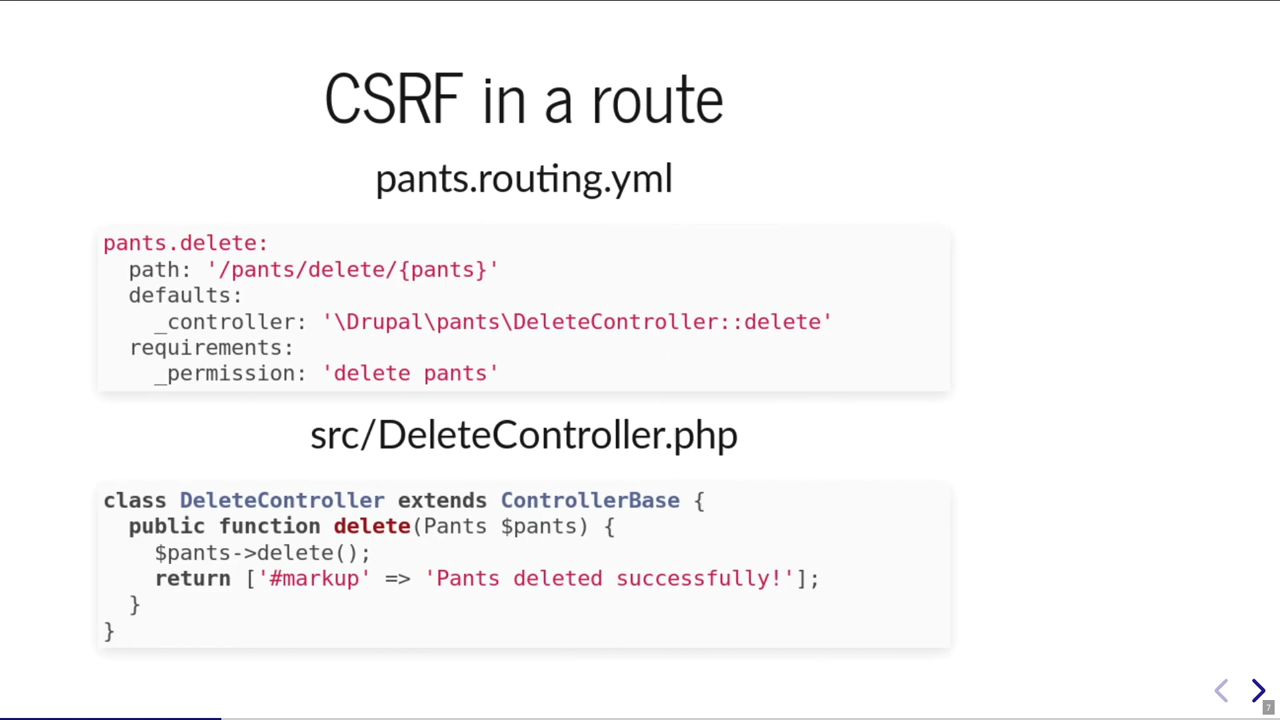 CSRF in a route
pants.routing.yml
pants.delete:
  path: '/pants/delete/{pants}'
  defaults:
    _controller: '\Drupal\pants\DeleteController::delete'
  requirements:
    _permission: 'delete pants'
src/DeleteController.php
class DeleteController extends ControllerBase {
  public function delete(Pants $pants) {
    $pants->delete();
    return ['#markup' => 'Pants deleted successfully!'];
  }
}
7